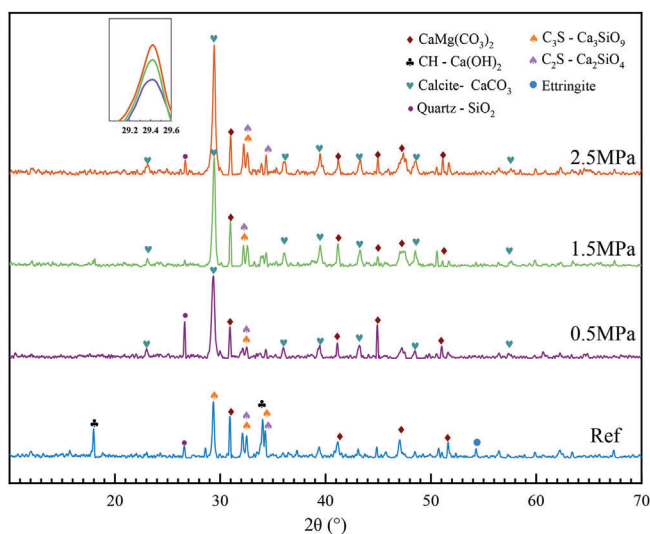 29.2 29.4 29.6
CaMg(CO₃)₂
CH - Ca(OH)₂
Calcite- CaCO₃
Quartz - SiO₂
C₃S - Ca₃SiO₉
C₂S - Ca₂SiO₄
Ettringite
2.5MPa
1.5MPa
0.5MPa
Ref
20 30 40 50 60 70
2θ (°)